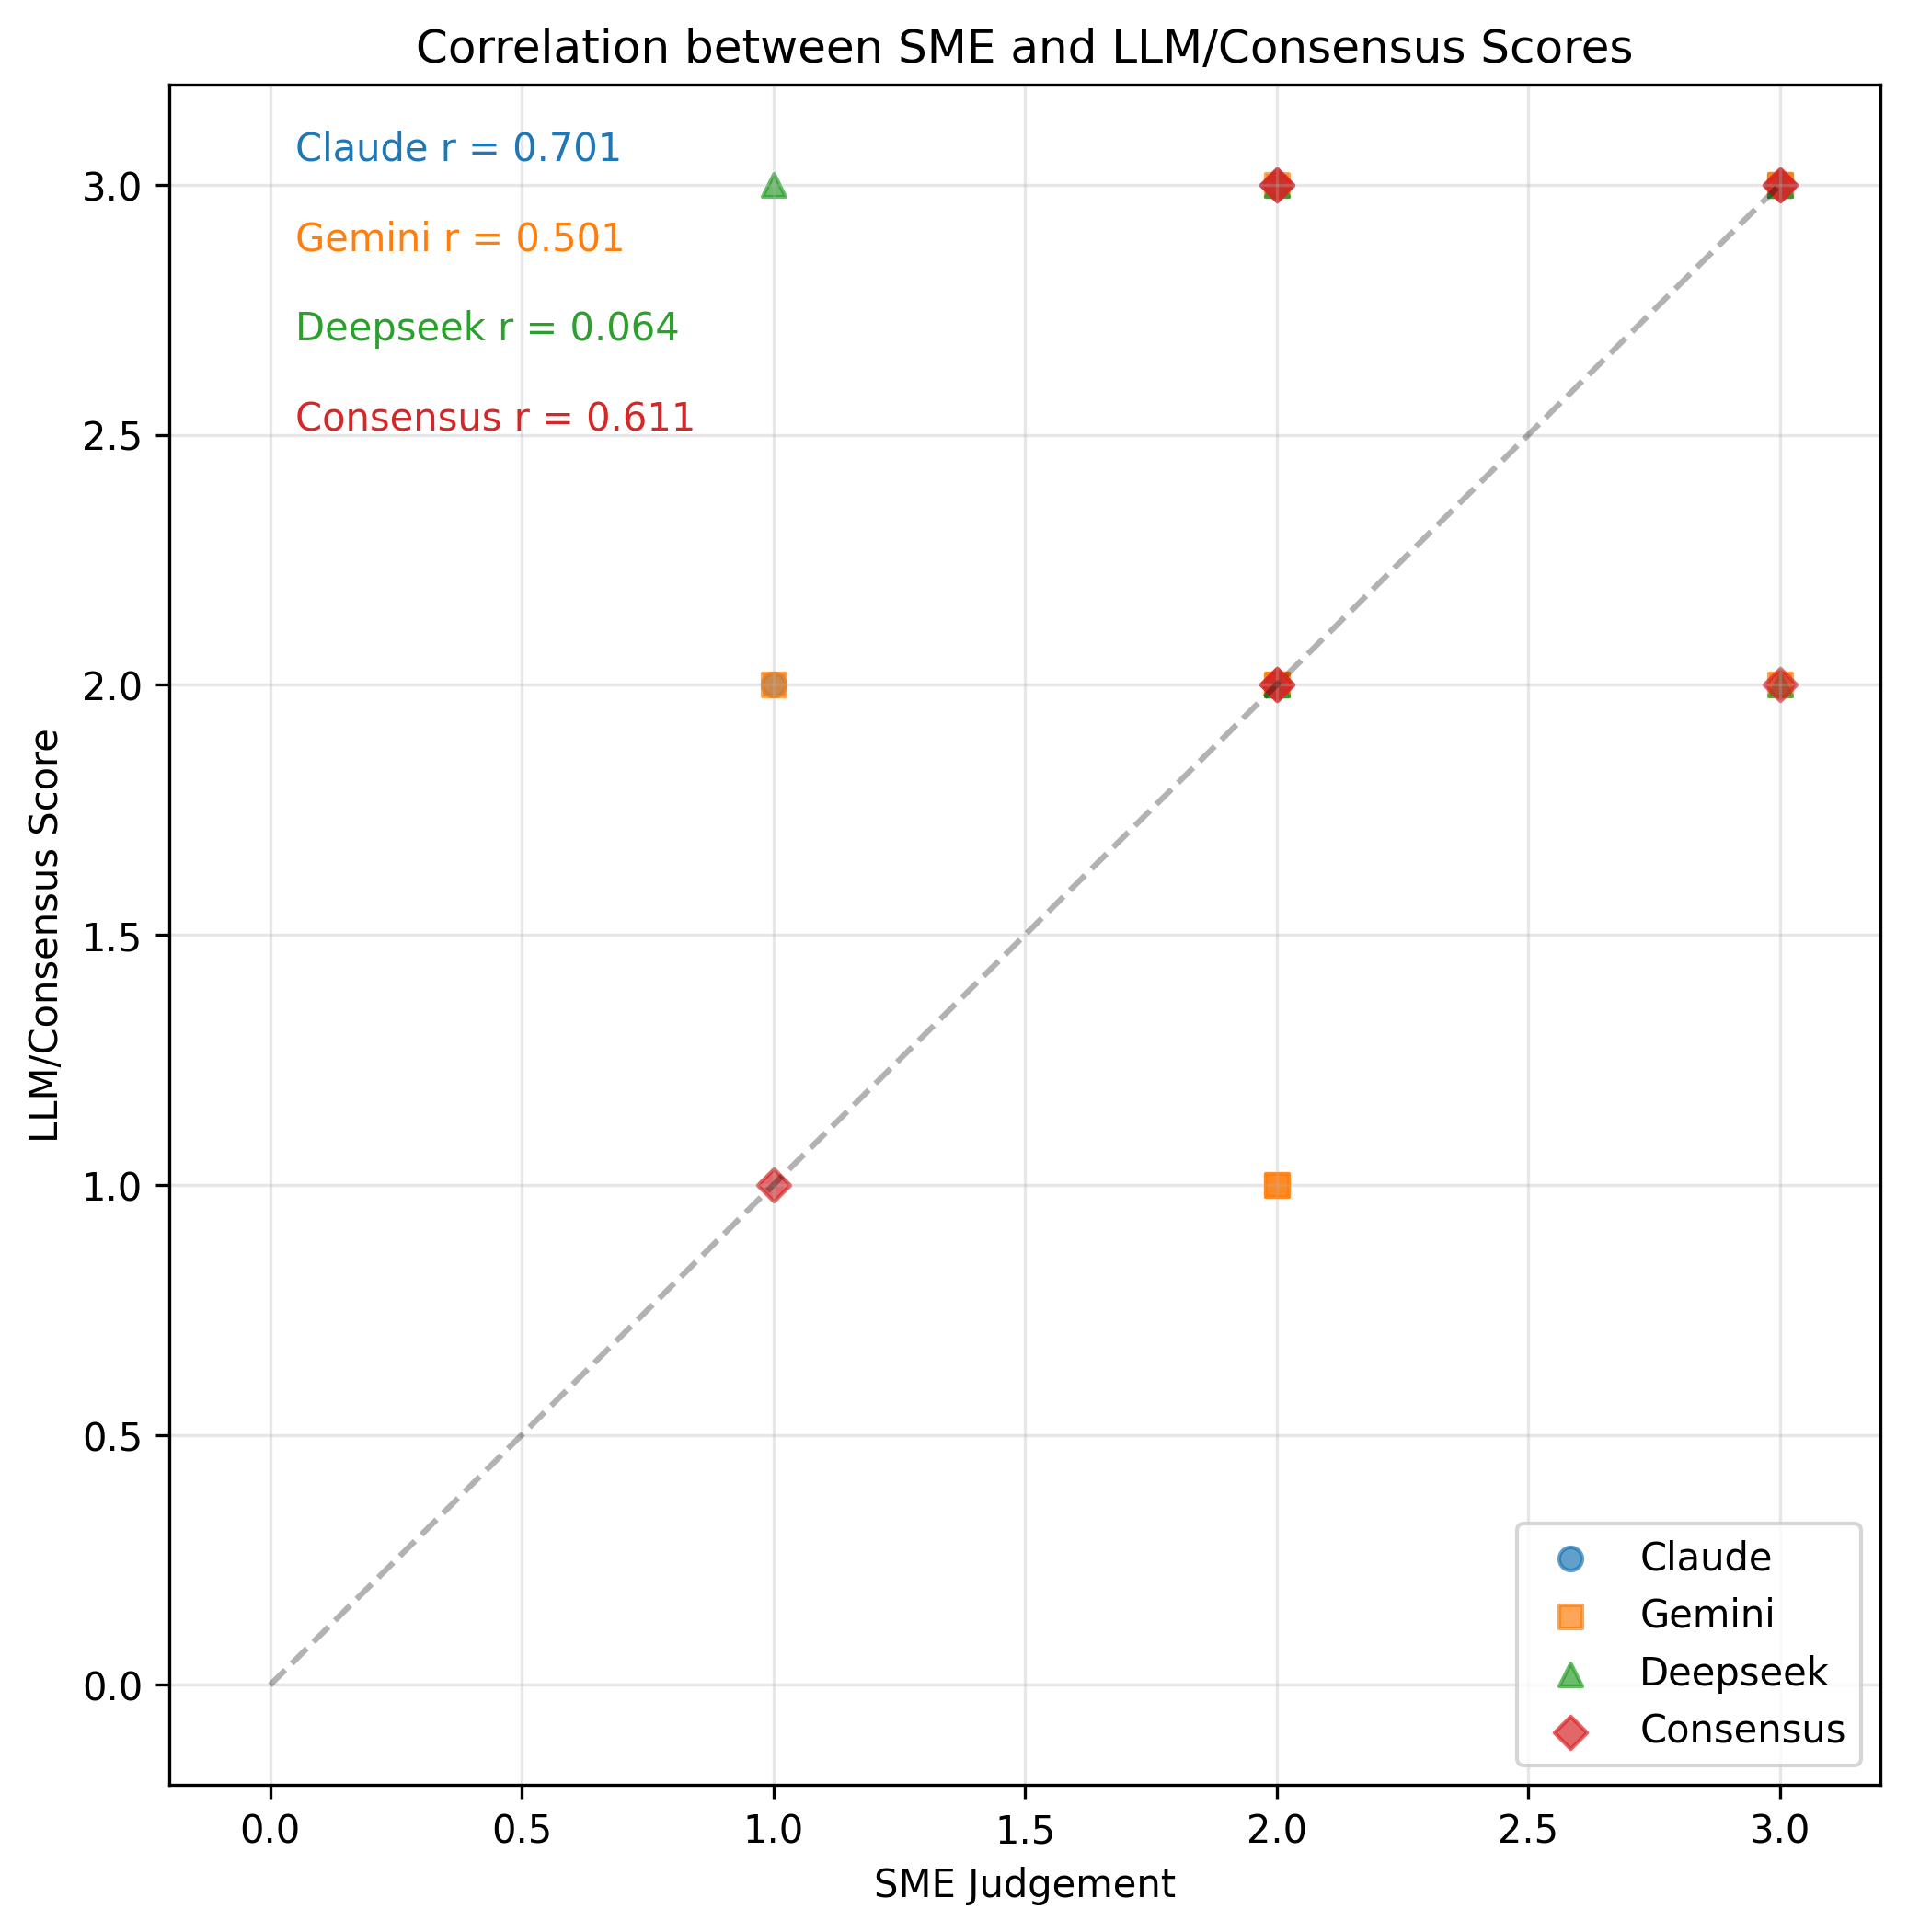 Correlation between SME and LLM/Consensus Scores
Claude r = 0.701
Gemini r = 0.501
Deepseek r = 0.064
Consensus r = 0.611
3.0
2.5
2.0
1.5
1.0
0.5
0.0
LLM/Consensus Score
Claude
Gemini
Deepseek
Consensus
0.0 0.5 1.0 1.5 2.0 2.5 3.0
SME Judgement